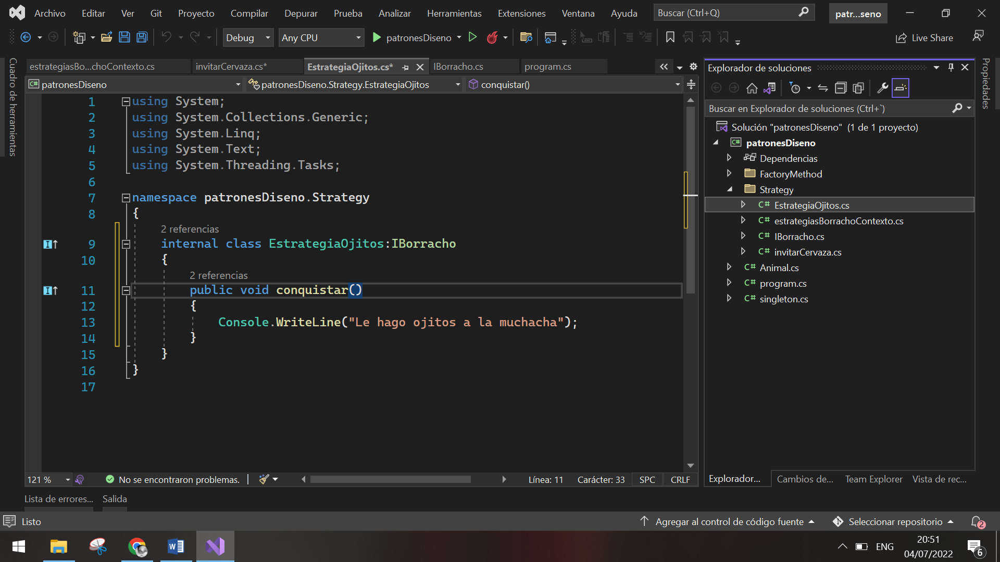 Archivo Editar Ver Git Proyecto Compilar Depurar Prueba Analizar Herramientas Extensiones Ventana Ayuda Buscar (Ctrl+Q) patr...seno
Debug Any CPU patronesDiseno Live Share
Cuadro de herramientas
estrategiasBo...choContexto.cs invitarCervaza.cs* EstrategiaOjitos.cs* IBorracho.cs program.cs
patronesDiseno patronesDiseno.Strategy.EstrategiaOjitos conquistar()
1 using System;
2 using System.Collections.Generic;
3 using System.Linq;
4 using System.Text;
5 using System.Threading.Tasks;
6
7 namespace patronesDiseno.Strategy
8 {
2 referencias
9 internal class EstrategiaOjitos:IBorracho
10 {
2 referencias
11 public void conquistar()
12 {
13 Console.WriteLine("Le hago ojitos a la muchacha");
14 }
15 }
16 }
17
121 % No se encontraron problemas. Línea: 11 Carácter: 33 SPC CRLF
Explorador de soluciones
Buscar en Explorador de soluciones (Ctrl+`)
Solución "patronesDiseno" (1 de 1 proyecto)
C# patronesDiseno
Dependencias
FactoryMethod
Strategy
C# EstrategiaOjitos.cs
C# estrategiasBorrachoContexto.cs
C# IBorracho.cs
C# invitarCervaza.cs
C# Animal.cs
C# program.cs
C# singleton.cs
Explorador... Cambios de... Team Explorer Vista de rec...
Propiedades
Lista de errores... Salida
Listo Agregar al control de código fuente Seleccionar repositorio 2
ENG 20:51
04/07/2022 6